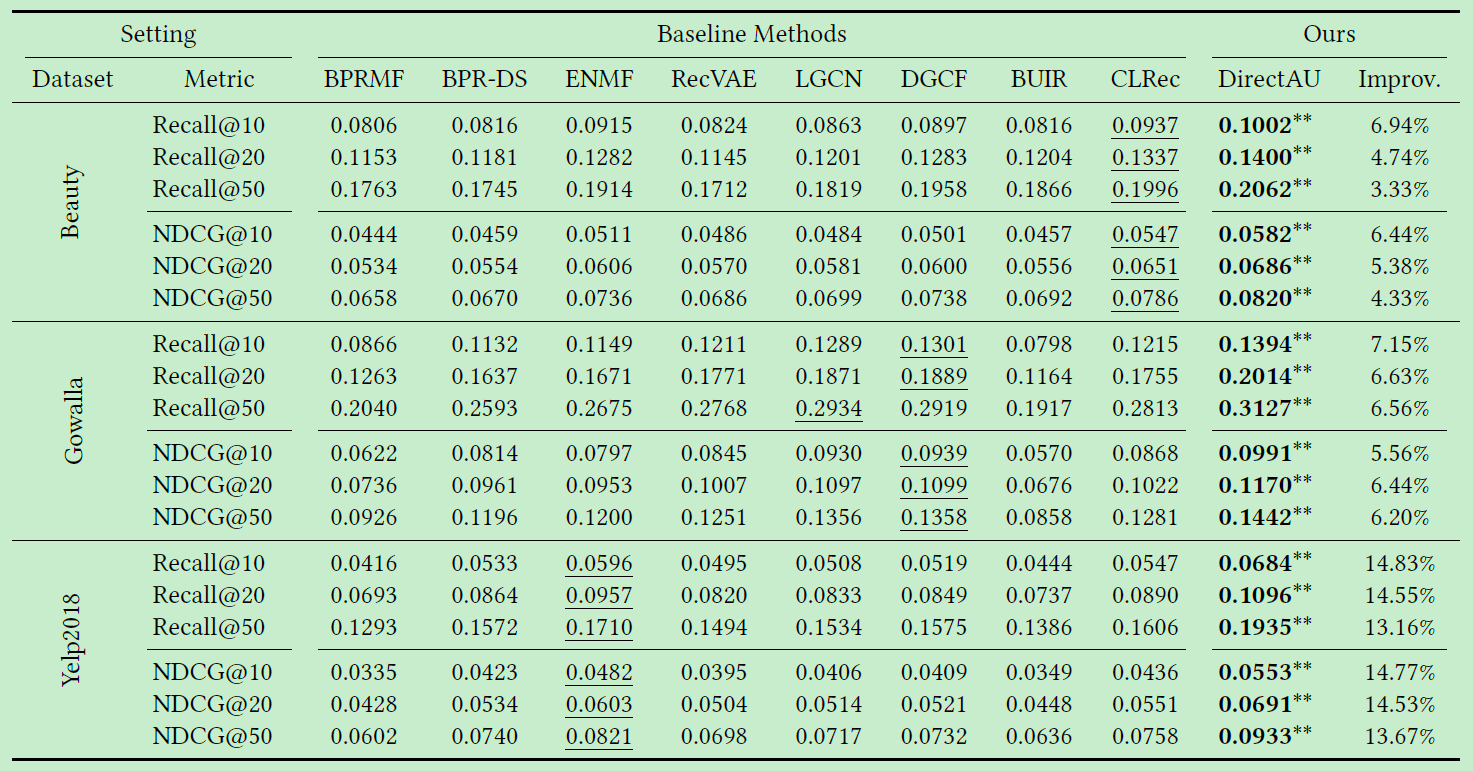 Setting Baseline Methods Ours
Dataset Metric BPRMF BPR-DS ENMF RecVAE LGCN DGCF BUIR CLRec DirectAU Improv.
Beauty
Recall@10 0.0806 0.0816 0.0915 0.0824 0.0863 0.0897 0.0816 0.0937 0.1002** 6.94%
Recall@20 0.1153 0.1181 0.1282 0.1145 0.1201 0.1283 0.1204 0.1337 0.1400** 4.74%
Recall@50 0.1763 0.1745 0.1914 0.1712 0.1819 0.1958 0.1866 0.1996 0.2062** 3.33%
NDCG@10 0.0444 0.0459 0.0511 0.0486 0.0484 0.0501 0.0457 0.0547 0.0582** 6.44%
NDCG@20 0.0534 0.0554 0.0606 0.0570 0.0581 0.0600 0.0556 0.0651 0.0686** 5.38%
NDCG@50 0.0658 0.0670 0.0736 0.0686 0.0699 0.0738 0.0692 0.0786 0.0820** 4.33%
Gowalla
Recall@10 0.0866 0.1132 0.1149 0.1211 0.1289 0.1301 0.0798 0.1215 0.1394** 7.15%
Recall@20 0.1263 0.1637 0.1671 0.1771 0.1871 0.1889 0.1164 0.1755 0.2014** 6.63%
Recall@50 0.2040 0.2593 0.2675 0.2768 0.2934 0.2919 0.1917 0.2813 0.3127** 6.56%
NDCG@10 0.0622 0.0814 0.0797 0.0845 0.0930 0.0939 0.0570 0.0868 0.0991** 5.56%
NDCG@20 0.0736 0.0961 0.0953 0.1007 0.1097 0.1099 0.0676 0.1022 0.1170** 6.44%
NDCG@50 0.0926 0.1196 0.1200 0.1251 0.1356 0.1358 0.0858 0.1281 0.1442** 6.20%
Yelp2018
Recall@10 0.0416 0.0533 0.0596 0.0495 0.0508 0.0519 0.0444 0.0547 0.0684** 14.83%
Recall@20 0.0693 0.0864 0.0957 0.0820 0.0833 0.0849 0.0737 0.0890 0.1096** 14.55%
Recall@50 0.1293 0.1572 0.1710 0.1494 0.1534 0.1575 0.1386 0.1606 0.1935** 13.16%
NDCG@10 0.0335 0.0423 0.0482 0.0395 0.0406 0.0409 0.0349 0.0436 0.0553** 14.77%
NDCG@20 0.0428 0.0534 0.0603 0.0504 0.0514 0.0521 0.0448 0.0551 0.0691** 14.53%
NDCG@50 0.0602 0.0740 0.0821 0.0698 0.0717 0.0732 0.0636 0.0758 0.0933** 13.67%